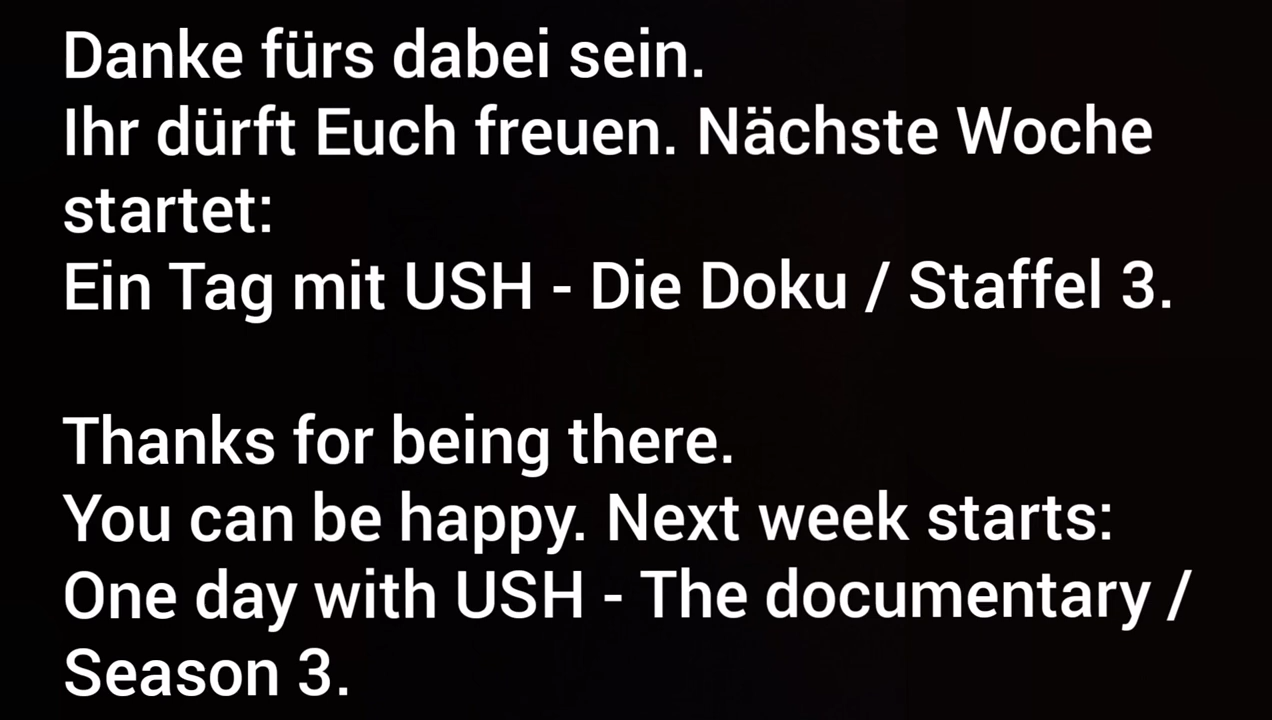 Danke fürs dabei sein.
Ihr dürft Euch freuen. Nächste Woche
startet:
Ein Tag mit USH - Die Doku / Staffel 3.
Thanks for being there.
You can be happy. Next week starts:
One day with USH - The documentary /
Season 3.